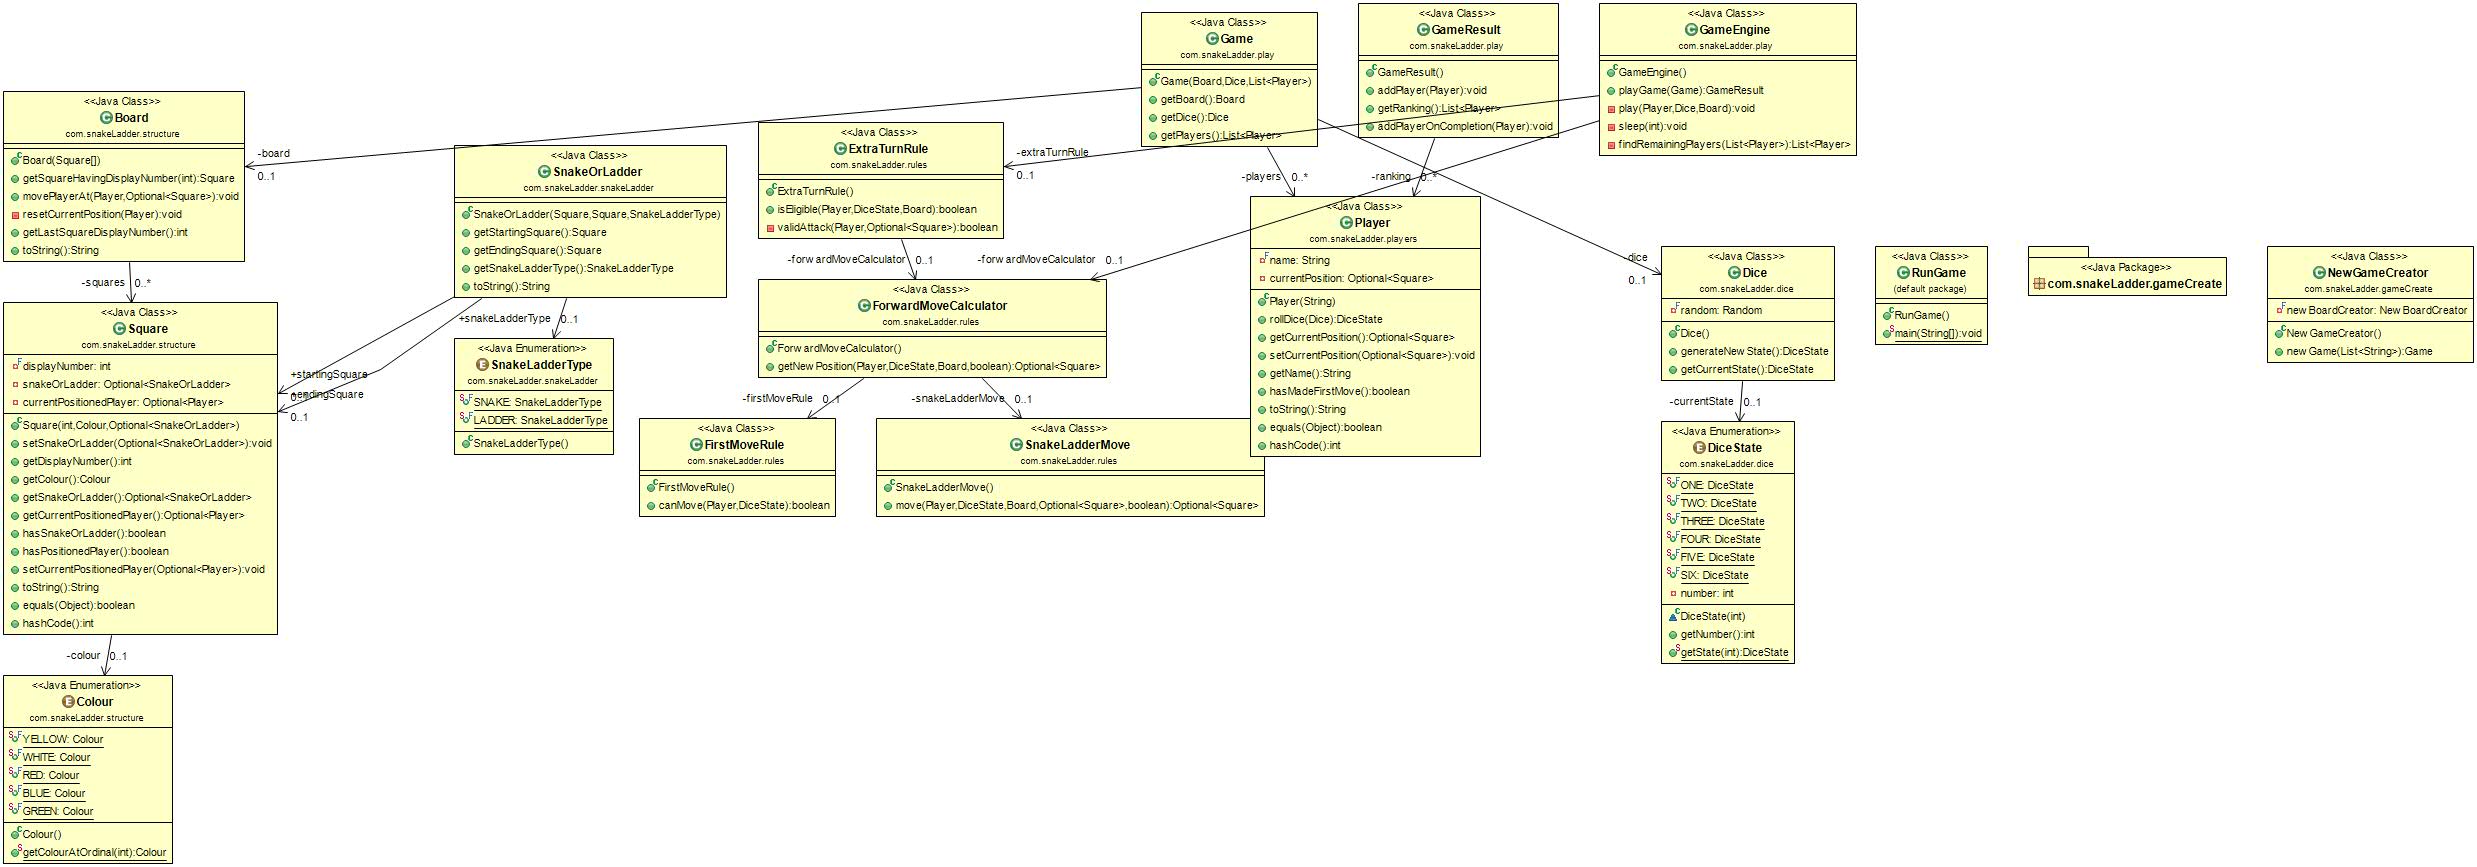 <<Java Class>>
Game
com.snakeLadder.play
Game(Board,Dice,List<Player>)
getBoard():Board
getDice():Dice
getPlayers():List<Player>
<<Java Class>>
GameResult
com.snakeLadder.play
GameResult()
addPlayer(Player):void
getRanking():List<Player>
addPlayerOnCompletion(Player):void
<<Java Class>>
GameEngine
com.snakeLadder.play
GameEngine()
playGame(Game):GameResult
play(Player,Dice,Board):void
sleep(int):void
findRemainingPlayers(List<Player>):List<Player>
<<Java Class>>
Board
com.snakeLadder.structure
Board(Square[])
getSquareHavingDisplayNumber(int):Square
movePlayerAt(Player,Optional<Square>):void
resetCurrentPosition(Player):void
getLastSquareDisplayNumber():int
toString():String
-board
0..1
<<Java Class>>
SnakeOrLadder
com.snakeLadder.snakeLadder
SnakeOrLadder(Square,Square,SnakeLadderType)
getStartingSquare():Square
getEndingSquare():Square
getSnakeLadderType():SnakeLadderType
toString():String
<<Java Class>>
ExtraTurnRule
com.snakeLadder.rules
ExtraTurnRule()
isEligible(Player,DiceState,Board):boolean
validAttack(Player,Optional<Square>):boolean
-extraTurnRule
0..1
-players 0..*
-ranking 0..*
<<Java Class>>
Player
com.snakeLadder.players
name: String
currentPosition: Optional<Square>
Player(String)
rollDice(Dice):DiceState
getCurrentPosition():Optional<Square>
setCurrentPosition(Optional<Square>):void
getName():String
hasMadeFirstMove():boolean
toString():String
equals(Object):boolean
hashCode():int
-dice
0..1
<<Java Class>>
Dice
com.snakeLadder.dice
random: Random
Dice()
generateNewState():DiceState
getCurrentState():DiceState
<<Java Class>>
RunGame
(default package)
RunGame()
main(String[]):void
<<Java Package>>
com.snakeLadder.gameCreate
<<Java Class>>
NewGameCreator
com.snakeLadder.gameCreate
newBoardCreator: NewBoardCreator
NewGameCreator()
newGame(List<String>):Game
-squares 0..*
<<Java Class>>
Square
com.snakeLadder.structure
displayNumber: int
snakeOrLadder: Optional<SnakeOrLadder>
currentPositionedPlayer: Optional<Player>
Square(int,Colour,Optional<SnakeOrLadder>)
setSnakeOrLadder(Optional<SnakeOrLadder>):void
getDisplayNumber():int
getColour():Colour
getSnakeOrLadder():Optional<SnakeOrLadder>
getCurrentPositionedPlayer():Optional<Player>
hasSnakeOrLadder():boolean
hasPositionedPlayer():boolean
setCurrentPositionedPlayer(Optional<Player>):void
toString():String
equals(Object):boolean
hashCode():int
+startingSquare
0..1
+endingSquare
0..1
+snakeLadderType 0..1
<<Java Enumeration>>
SnakeLadderType
com.snakeLadder.snakeLadder
SNAKE: SnakeLadderType
LADDER: SnakeLadderType
SnakeLadderType()
-forwardMoveCalculator 0..1
-forwardMoveCalculator 0..1
<<Java Class>>
ForwardMoveCalculator
com.snakeLadder.rules
ForwardMoveCalculator()
getNewPosition(Player,DiceState,Board,boolean):Optional<Square>
-firstMoveRule 0..1
-snakeLadderMove 0..1
<<Java Class>>
FirstMoveRule
com.snakeLadder.rules
FirstMoveRule()
canMove(Player,DiceState):boolean
<<Java Class>>
SnakeLadderMove
com.snakeLadder.rules
SnakeLadderMove()
move(Player,DiceState,Board,Optional<Square>,boolean):Optional<Square>
-currentState 0..1
<<Java Enumeration>>
DiceState
com.snakeLadder.dice
ONE: DiceState
TWO: DiceState
THREE: DiceState
FOUR: DiceState
FIVE: DiceState
SIX: DiceState
number: int
DiceState(int)
getNumber():int
getState(int):DiceState
-colour 0..1
<<Java Enumeration>>
Colour
com.snakeLadder.structure
YELLOW: Colour
WHITE: Colour
RED: Colour
BLUE: Colour
GREEN: Colour
Colour()
getColourAtOrdinal(int):Colour